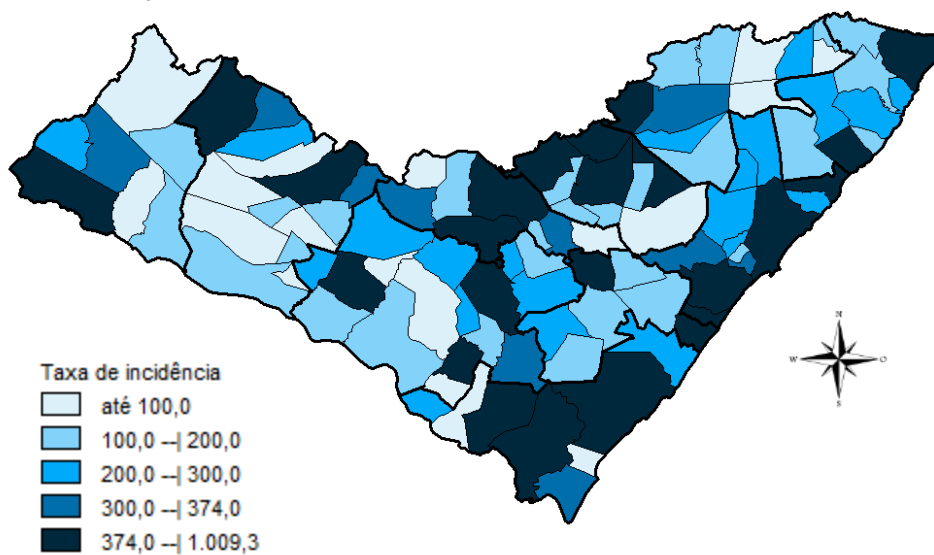 N
W
O
S
Taxa de incidência
até 100,0
100,0 --| 200,0
200,0 --| 300,0
300,0 --| 374,0
374,0 --| 1.009,3